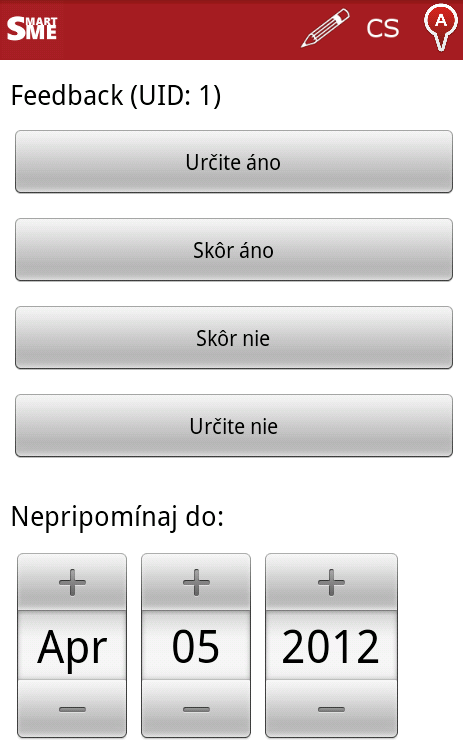 SMART
SME
CS
A
Feedback (UID: 1)
Určite áno
Skôr áno
Skôr nie
Určite nie
Nepripomínaj do:
+ + +
Apr 05 2012
− − −